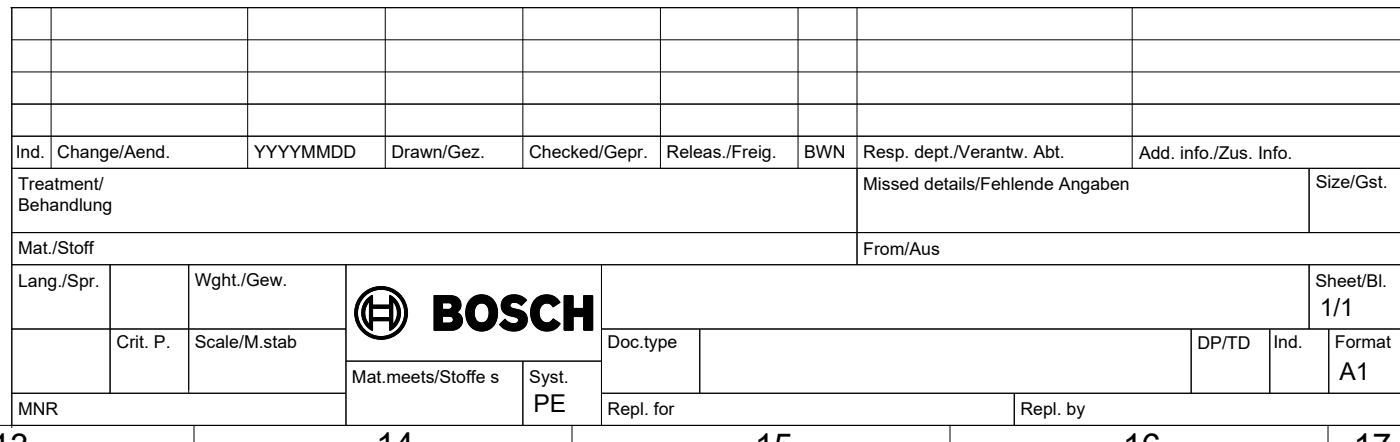 Ind. Change/Aend. YYYYMMDD Drawn/Gez. Checked/Gepr. Releas./Freig. BWN Resp. dept./Verantw. Abt. Add. info./Zus. Info.
Treatment/
Behandlung
Missed details/Fehlende Angaben
Size/Gst.
Mat./Stoff From/Aus
Lang./Spr. Wght./Gew.
BOSCH
Sheet/Bl.
1/1
Crit. P. Scale/M.stab
Doc.type DP/TD Ind. Format
A1
Mat.meets/Stoffe s Syst.
PE
MNR Repl. for Repl. by
14 15 16 17